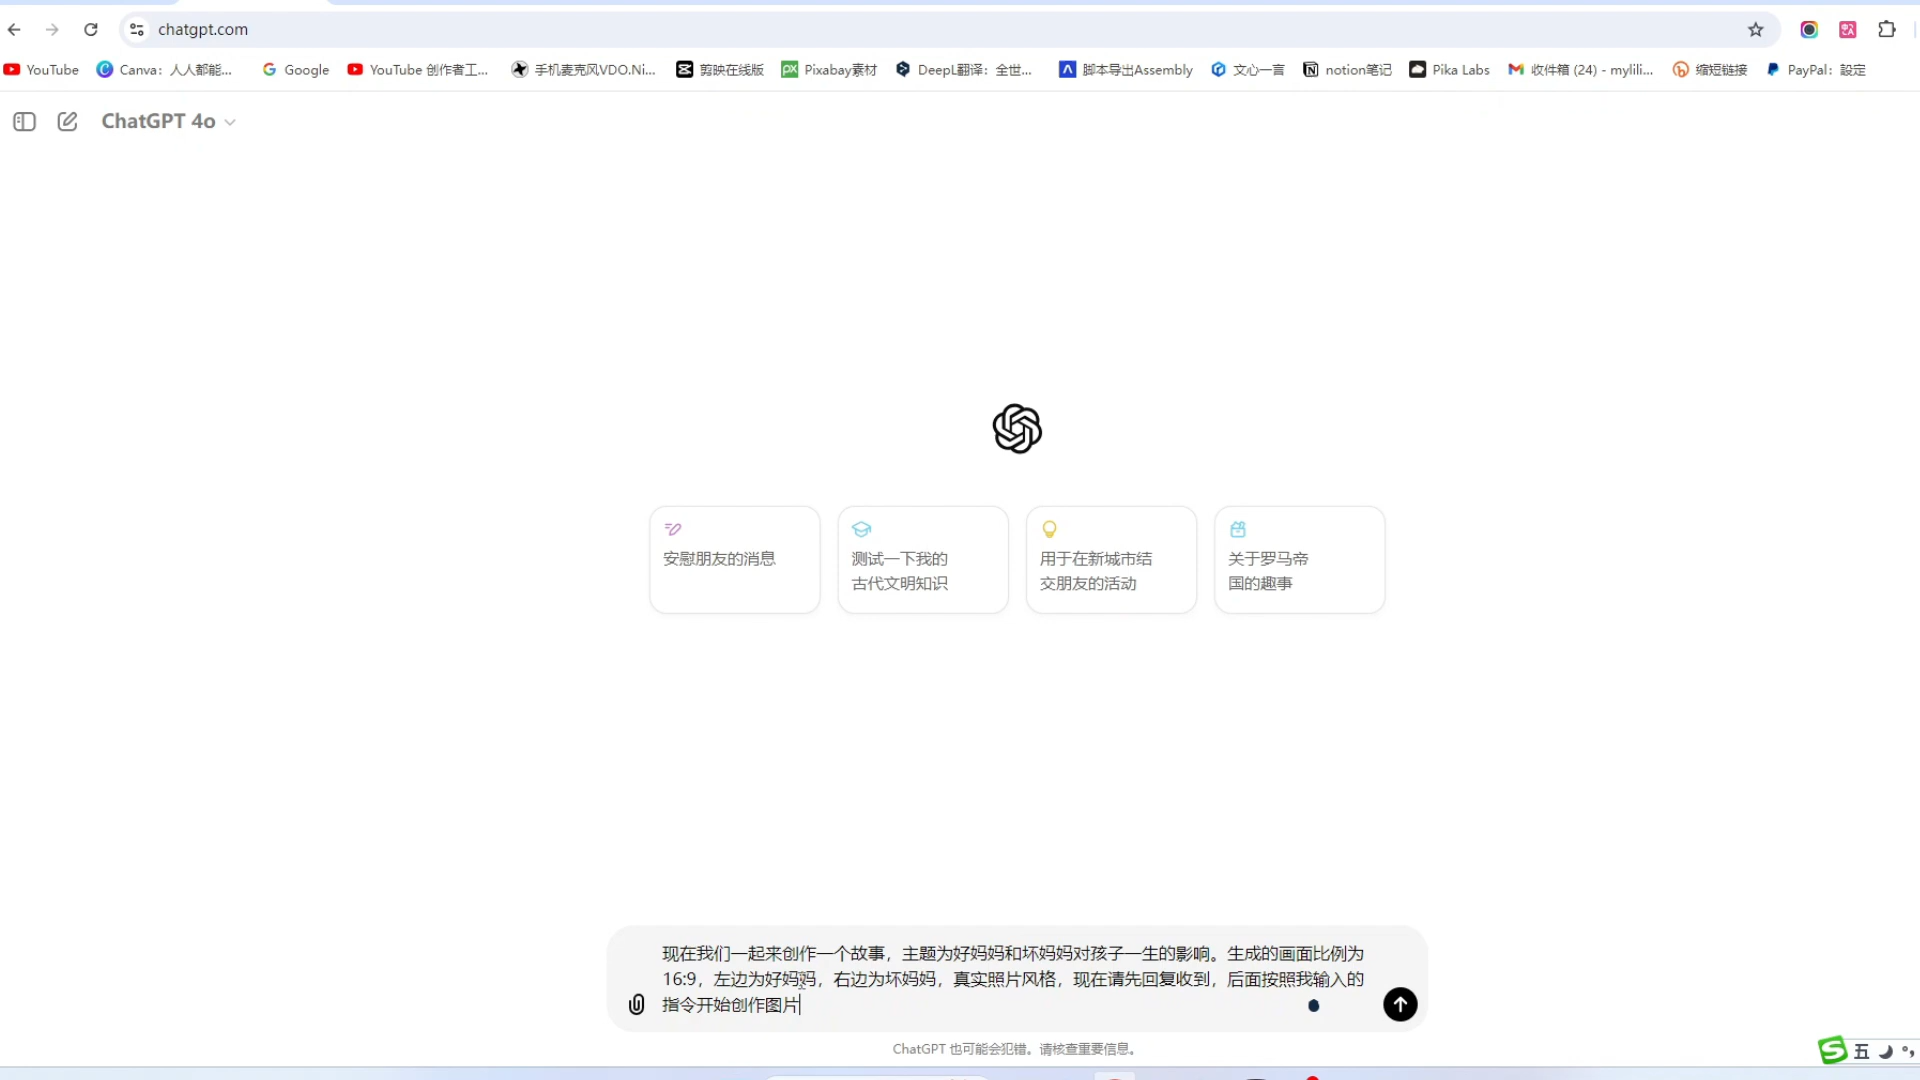 chatgpt.com
YouTube
Canva：人人都能...
Google
YouTube 创作者工...
手机麦克风VDO.Ni...
剪映在线版
Pixabay素材
DeepL翻译：全世...
脚本导出Assembly
文心一言
notion笔记
Pika Labs
收件箱 (24) - mylili...
缩短链接
PayPal：設定
ChatGPT 4o
安慰朋友的消息
测试一下我的
古代文明知识
用于在新城市结
交朋友的活动
关于罗马帝
国的趣事
现在我们一起来创作一个故事，主题为好妈妈和坏妈妈对孩子一生的影响。生成的画面比例为
16:9，左边为好妈妈，右边为坏妈妈，真实照片风格，现在请先回复收到，后面按照我输入的
指令开始创作图片
ChatGPT 也可能会犯错。请核查重要信息。
五